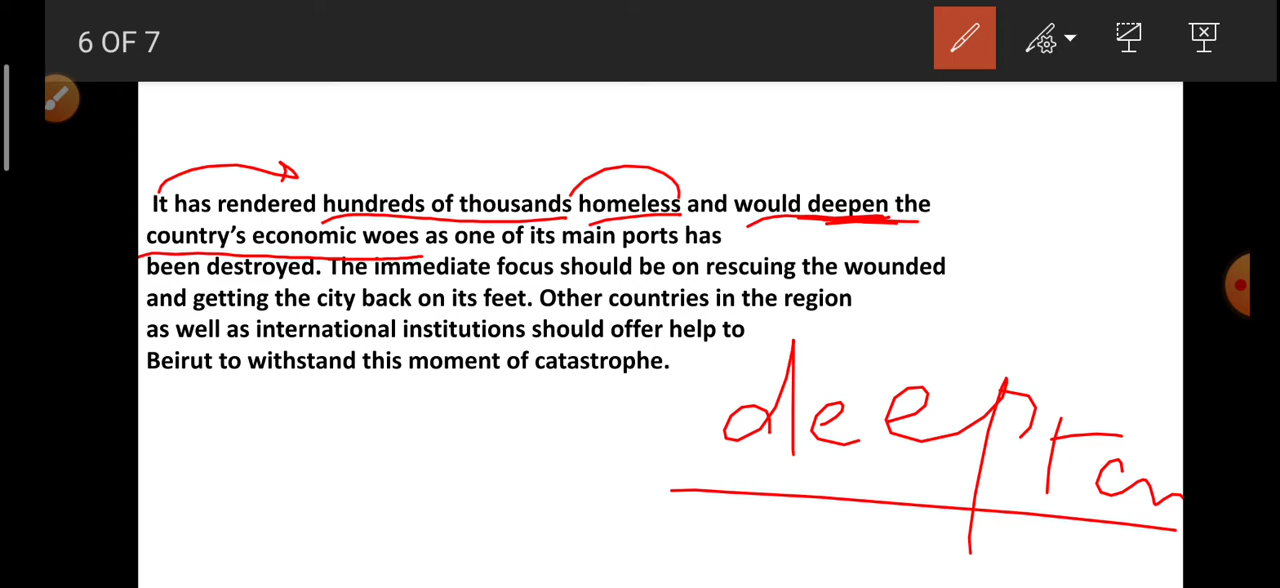 6 OF 7
It has rendered hundreds of thousands homeless and would deepen the
country's economic woes as one of its main ports has
been destroyed. The immediate focus should be on rescuing the wounded
and getting the city back on its feet. Other countries in the region
as well as international institutions should offer help to
Beirut to withstand this moment of catastrophe.
deep